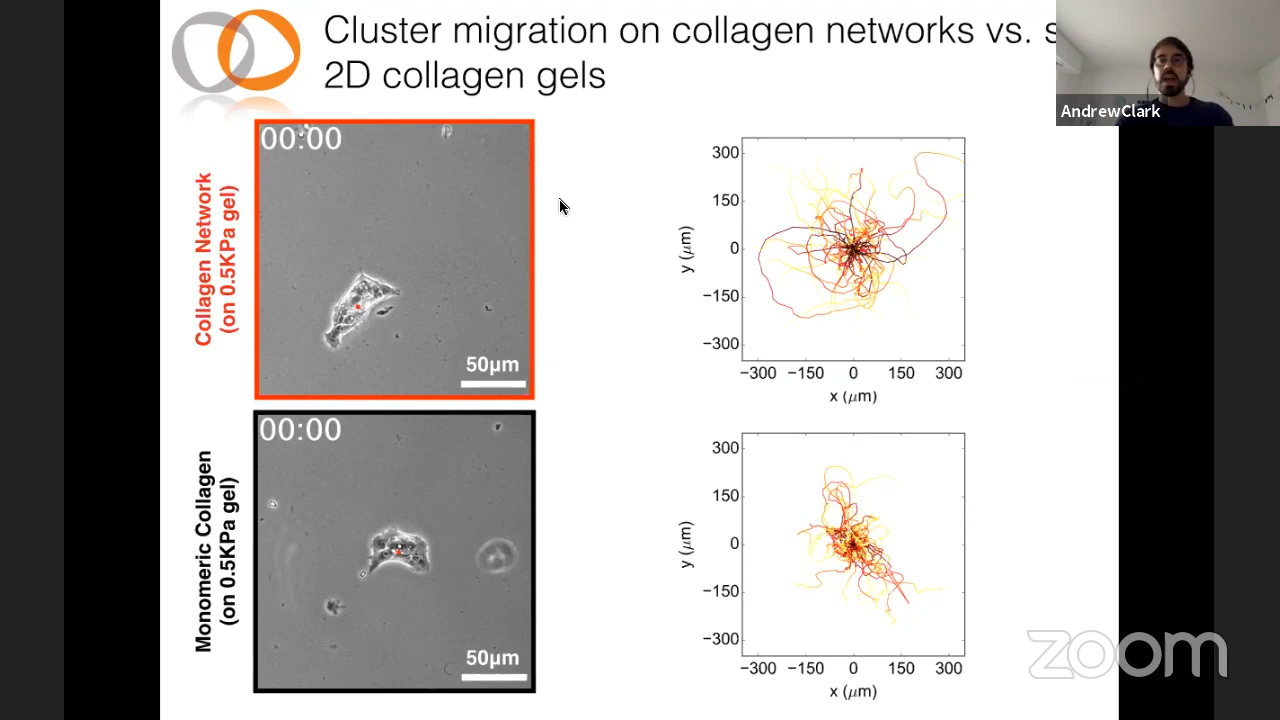 Cluster migration on collagen networks vs. s
2D collagen gels
AndrewClark
Collagen Network
(on 0.5KPa gel)
00:00
50μm
300
150
0
−150
−300
y (μm)
−300 −150 0 150 300
x (μm)
Monomeric Collagen
(on 0.5KPa gel)
00:00
50μm
300
150
0
−150
−300
y (μm)
−300 −150 0 150 300
x (μm)
zoom